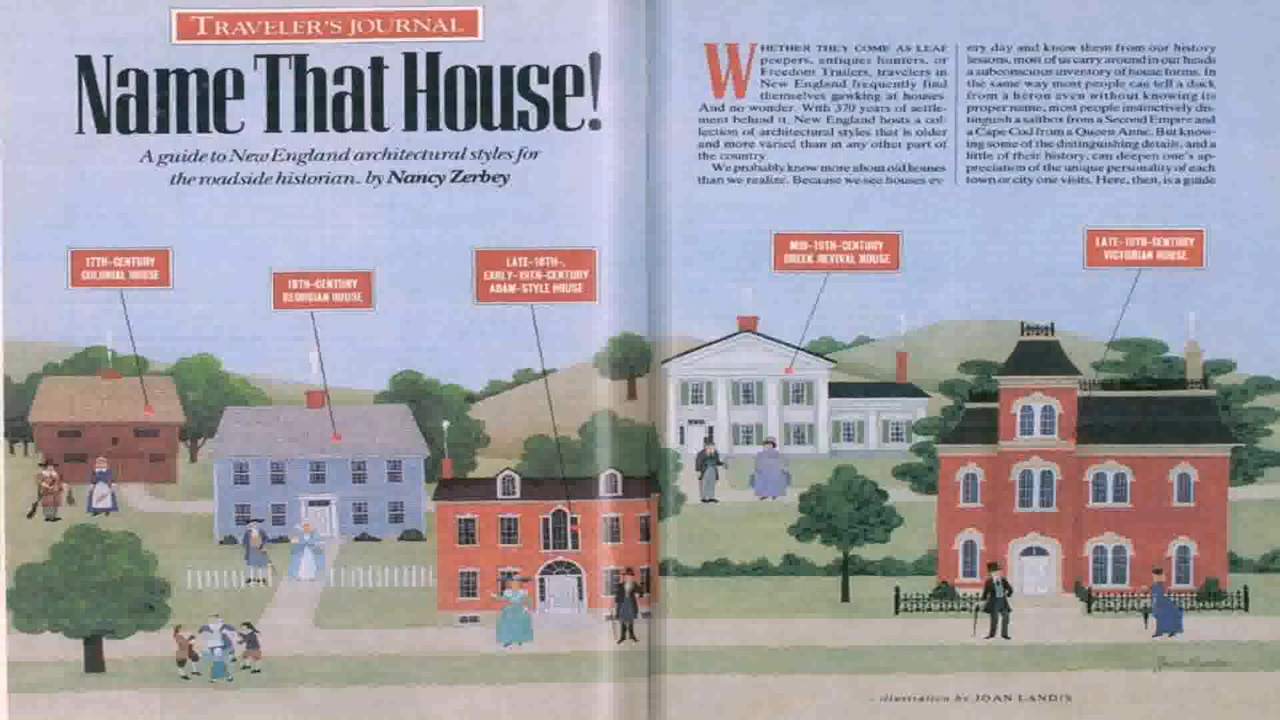 TRAVELER'S JOURNAL
Name That House!
A guide to New England architectural styles for
the roadside historian. by Nancy Zerbey
WHETHER THEY COME AS LEAF
peepers, antiques hunters, or
Freedom Trailers, travelers in
New England frequently find
themselves gawking at houses.
And no wonder. With 370 years of settle-
ment behind it, New England hosts a col-
lection of architectural styles that is older
and more varied than in any other part of
the country.
We probably know more about old houses
than we realize. Because we see houses ev-
ery day and know them from our history
lessons, most of us carry around in our heads
a subconscious inventory of house forms. In
the same way most people can tell a duck
from a heron even without knowing its
proper name, most people instinctively dis-
tinguish a saltbox from a Second Empire and
a Cape Cod from a Queen Anne. But know-
ing some of the distinguishing details, and a
little of their history, can deepen one's ap-
preciation of the unique personality of each
town or city one visits. Here, then, is a guide
17TH-CENTURY
COLONIAL HOUSE
18TH-CENTURY
GEORGIAN HOUSE
LATE-18TH-,
EARLY-19TH-CENTURY
ADAM-STYLE HOUSE
MID-19TH-CENTURY
GREEK REVIVAL HOUSE
LATE-19TH-CENTURY
VICTORIAN HOUSE
- illustration by JOAN LANDIS